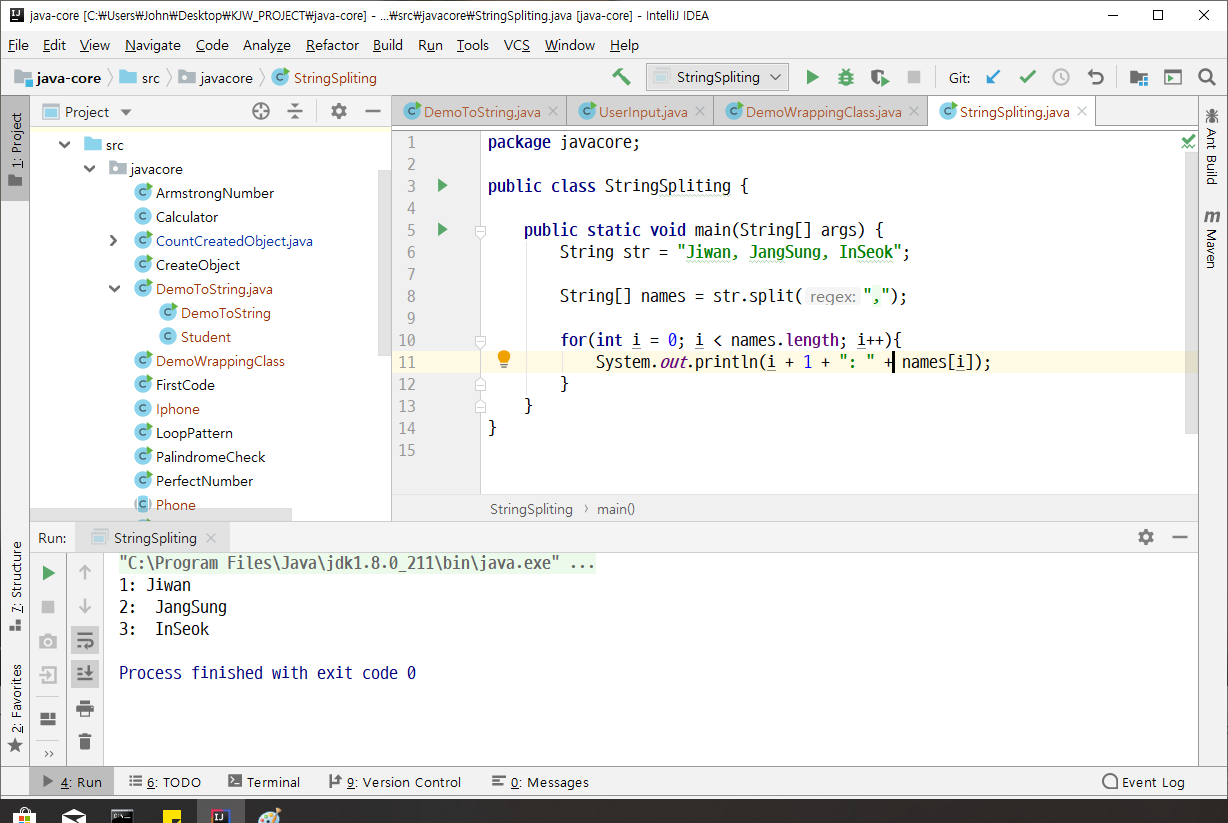 java-core [C:₩Users₩John₩Desktop₩KJW_PROJECT₩java-core] - ...₩src₩javacore₩StringSpliting.java [java-core] - IntelliJ IDEA
File Edit View Navigate Code Analyze Refactor Build Run Tools VCS Window Help
java-core src javacore StringSpliting StringSpliting Git:
1: Project
Project
DemoToString.java UserInput.java DemoWrappingClass.java StringSpliting.java
src
javacore
ArmstrongNumber
Calculator
CountCreatedObject.java
CreateObject
DemoToString.java
DemoToString
Student
DemoWrappingClass
FirstCode
Iphone
LoopPattern
PalindromeCheck
PerfectNumber
Phone
1 package javacore;
2
3 public class StringSpliting {
4
5 public static void main(String[] args) {
6 String str = "Jiwan, JangSung, InSeok";
7
8 String[] names = str.split( regex: ",");
9
10 for(int i = 0; i < names.length; i++){
11 System.out.println(i + 1 + ": " + names[i]);
12 }
13 }
14 }
15
StringSpliting › main()
Ant Build
Maven
Run: StringSpliting
"C:\Program Files\Java\jdk1.8.0_211\bin\java.exe" ...
1: Jiwan
2:  JangSung
3:  InSeok
Process finished with exit code 0
7: Structure
2: Favorites
4: Run 6: TODO Terminal 9: Version Control 0: Messages Event Log